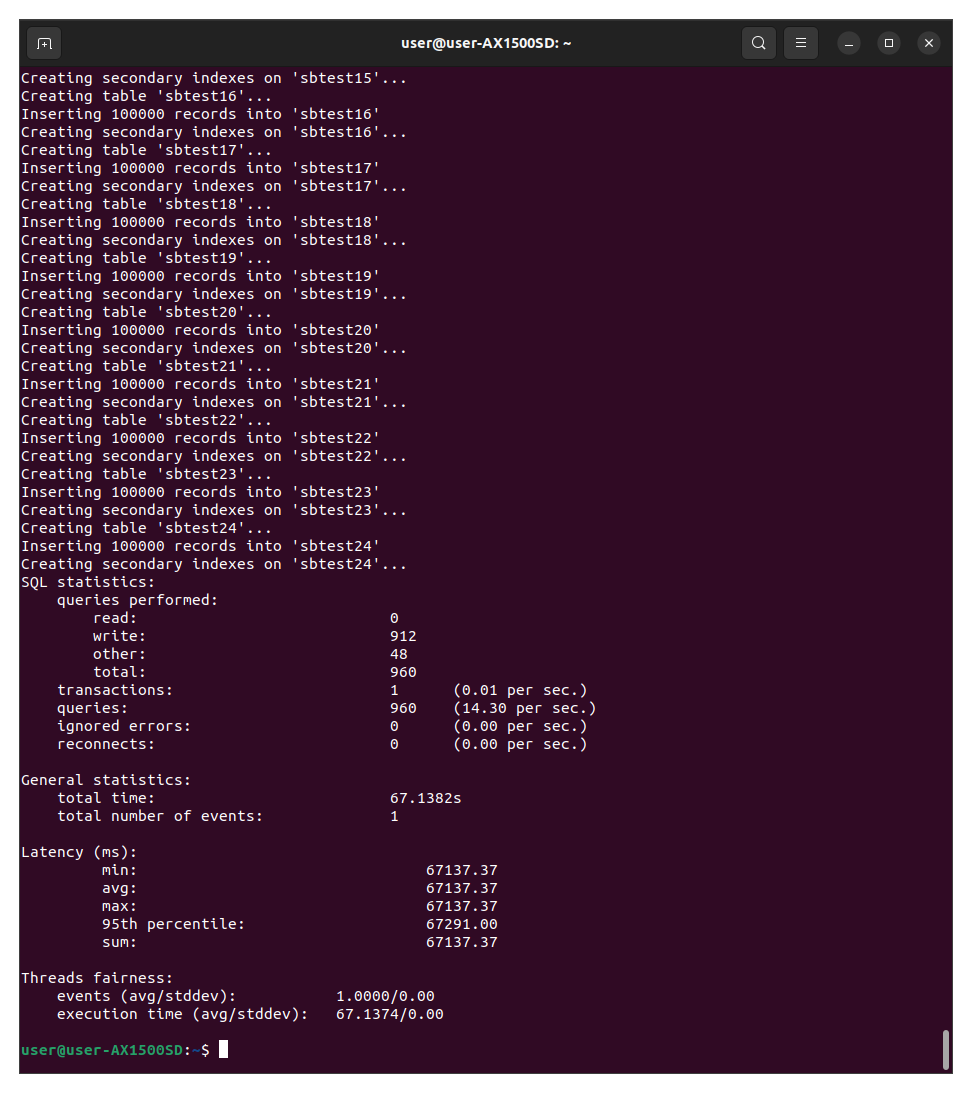 user@user-AX1500SD: ~
Creating secondary indexes on 'sbtest15'...
Creating table 'sbtest16'...
Inserting 100000 records into 'sbtest16'
Creating secondary indexes on 'sbtest16'...
Creating table 'sbtest17'...
Inserting 100000 records into 'sbtest17'
Creating secondary indexes on 'sbtest17'...
Creating table 'sbtest18'...
Inserting 100000 records into 'sbtest18'
Creating secondary indexes on 'sbtest18'...
Creating table 'sbtest19'...
Inserting 100000 records into 'sbtest19'
Creating secondary indexes on 'sbtest19'...
Creating table 'sbtest20'...
Inserting 100000 records into 'sbtest20'
Creating secondary indexes on 'sbtest20'...
Creating table 'sbtest21'...
Inserting 100000 records into 'sbtest21'
Creating secondary indexes on 'sbtest21'...
Creating table 'sbtest22'...
Inserting 100000 records into 'sbtest22'
Creating secondary indexes on 'sbtest22'...
Creating table 'sbtest23'...
Inserting 100000 records into 'sbtest23'
Creating secondary indexes on 'sbtest23'...
Creating table 'sbtest24'...
Inserting 100000 records into 'sbtest24'
Creating secondary indexes on 'sbtest24'...
SQL statistics:
    queries performed:
        read:                            0
        write:                           912
        other:                           48
        total:                           960
    transactions:                        1      (0.01 per sec.)
    queries:                             960    (14.30 per sec.)
    ignored errors:                      0      (0.00 per sec.)
    reconnects:                          0      (0.00 per sec.)

General statistics:
    total time:                          67.1382s
    total number of events:              1

Latency (ms):
         min:                                67137.37
         avg:                                67137.37
         max:                                67137.37
         95th percentile:                    67291.00
         sum:                                67137.37

Threads fairness:
    events (avg/stddev):           1.0000/0.00
    execution time (avg/stddev):   67.1374/0.00

user@user-AX1500SD:~$